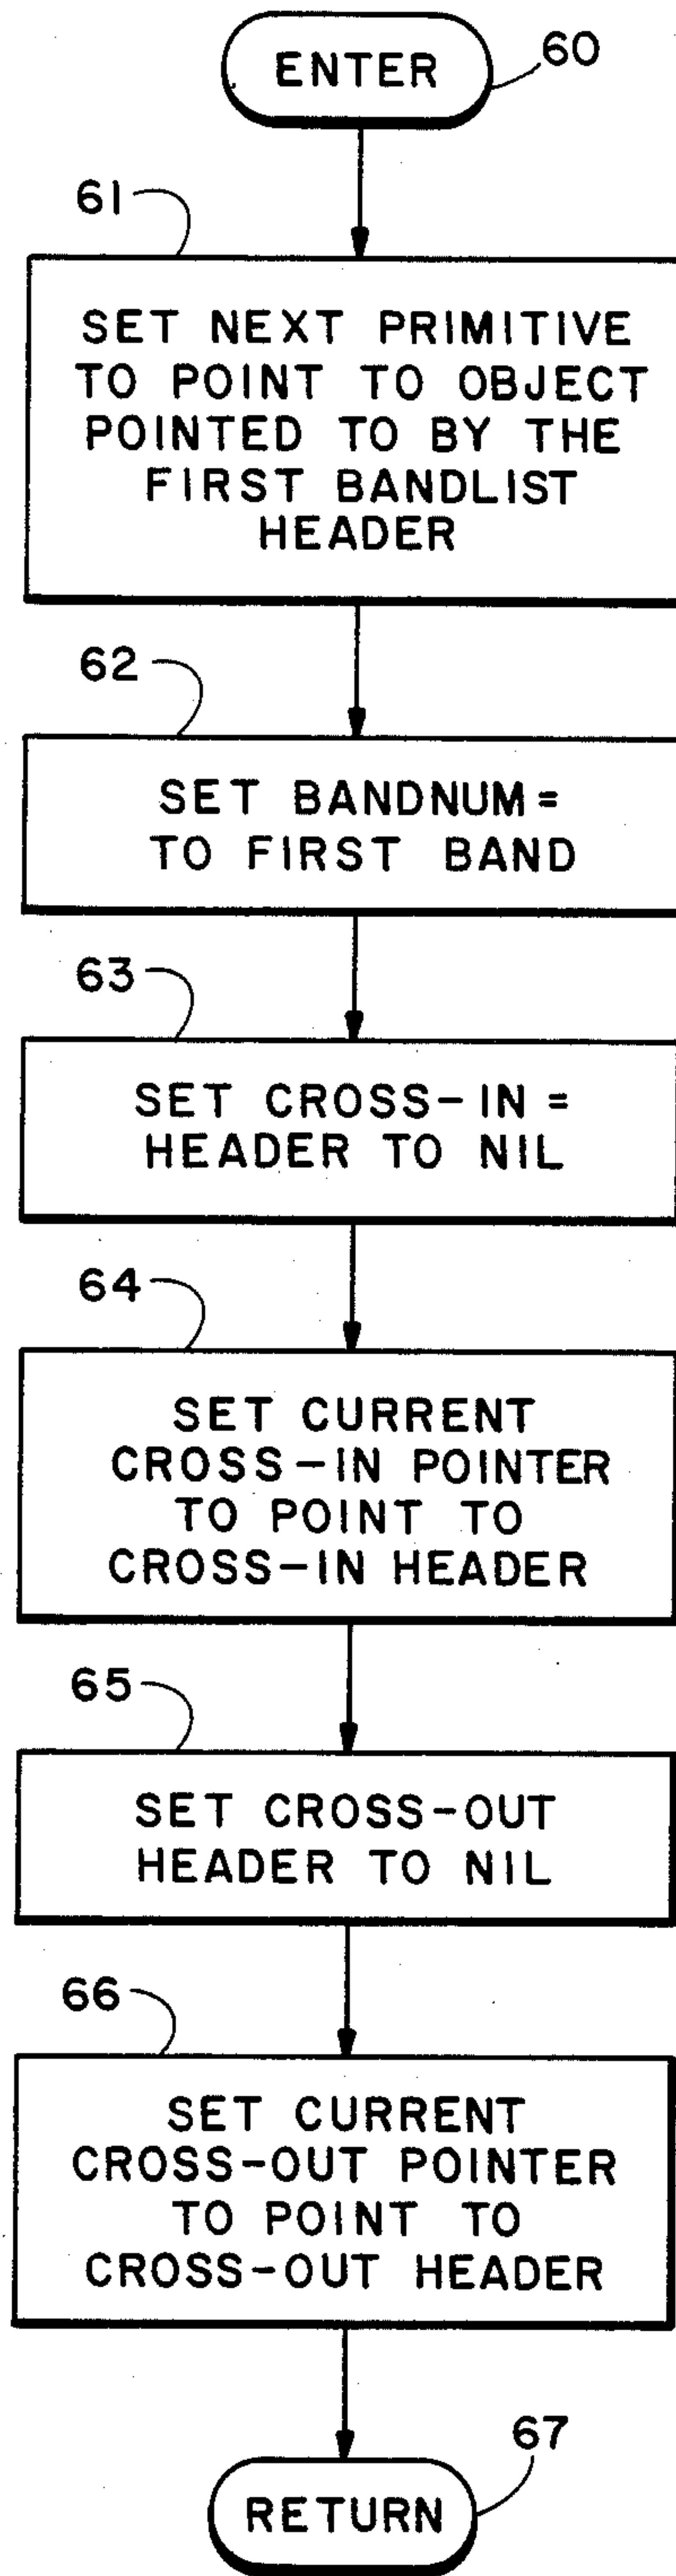 ENTER
60
61
SET NEXT PRIMITIVE
TO POINT TO OBJECT
POINTED TO BY THE
FIRST BANDLIST
HEADER
62
SET BANDNUM=
TO FIRST BAND
63
SET CROSS-IN=
HEADER TO NIL
64
SET CURRENT
CROSS-IN POINTER
TO POINT TO
CROSS-IN HEADER
65
SET CROSS-OUT
HEADER TO NIL
66
SET CURRENT
CROSS-OUT POINTER
TO POINT TO
CROSS-OUT HEADER
67
RETURN